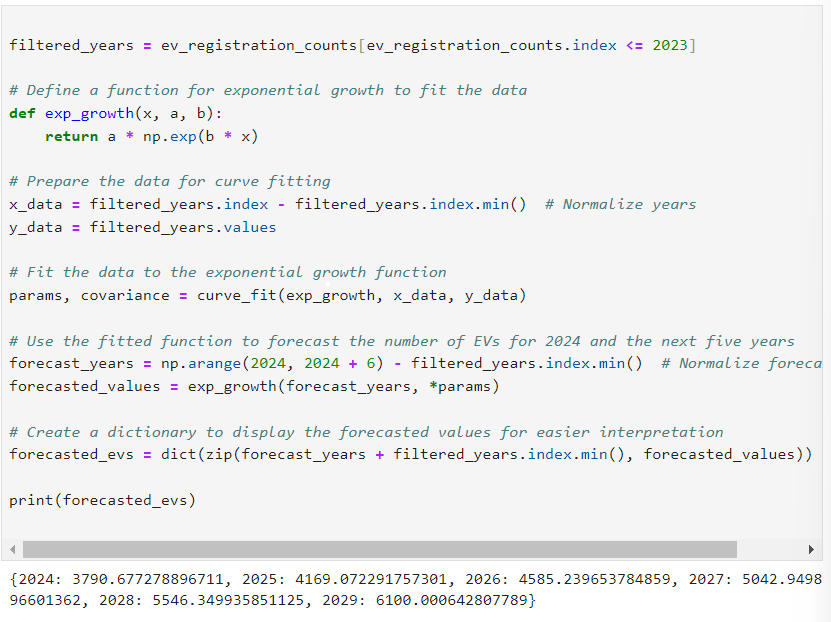 filtered_years = ev_registration_counts[ev_registration_counts.index <= 2023]
# Define a function for exponential growth to fit the data
def exp_growth(x, a, b):
    return a * np.exp(b * x)
# Prepare the data for curve fitting
x_data = filtered_years.index - filtered_years.index.min()  # Normalize years
y_data = filtered_years.values
# Fit the data to the exponential growth function
params, covariance = curve_fit(exp_growth, x_data, y_data)
# Use the fitted function to forecast the number of EVs for 2024 and the next five years
forecast_years = np.arange(2024, 2024 + 6) - filtered_years.index.min()  # Normalize foreca
forecasted_values = exp_growth(forecast_years, *params)
# Create a dictionary to display the forecasted values for easier interpretation
forecasted_evs = dict(zip(forecast_years + filtered_years.index.min(), forecasted_values))
print(forecasted_evs)
{2024: 3790.677278896711, 2025: 4169.072291757301, 2026: 4585.239653784859, 2027: 5042.9498
96601362, 2028: 5546.349935851125, 2029: 6100.000642807789}